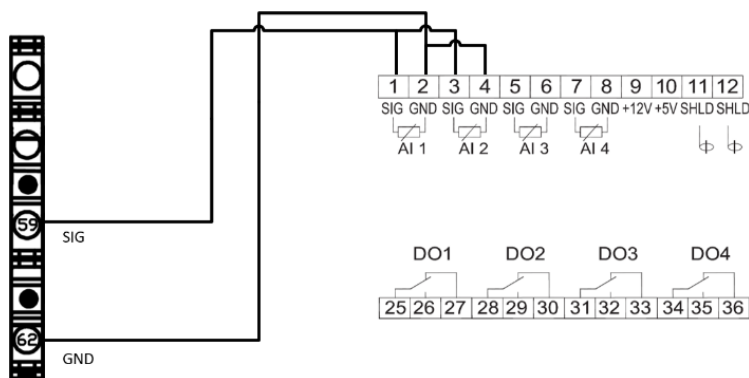 1 2 3 4 5 6 7 8 9 10 11 12
SIG GND SIG GND SIG GND SIG GND +12V +5V SHLD SHLD
AI 1 AI 2 AI 3 AI 4
59
SIG
DO1 DO2 DO3 DO4
25 26 27 28 29 30 31 32 33 34 35 36
62
GND